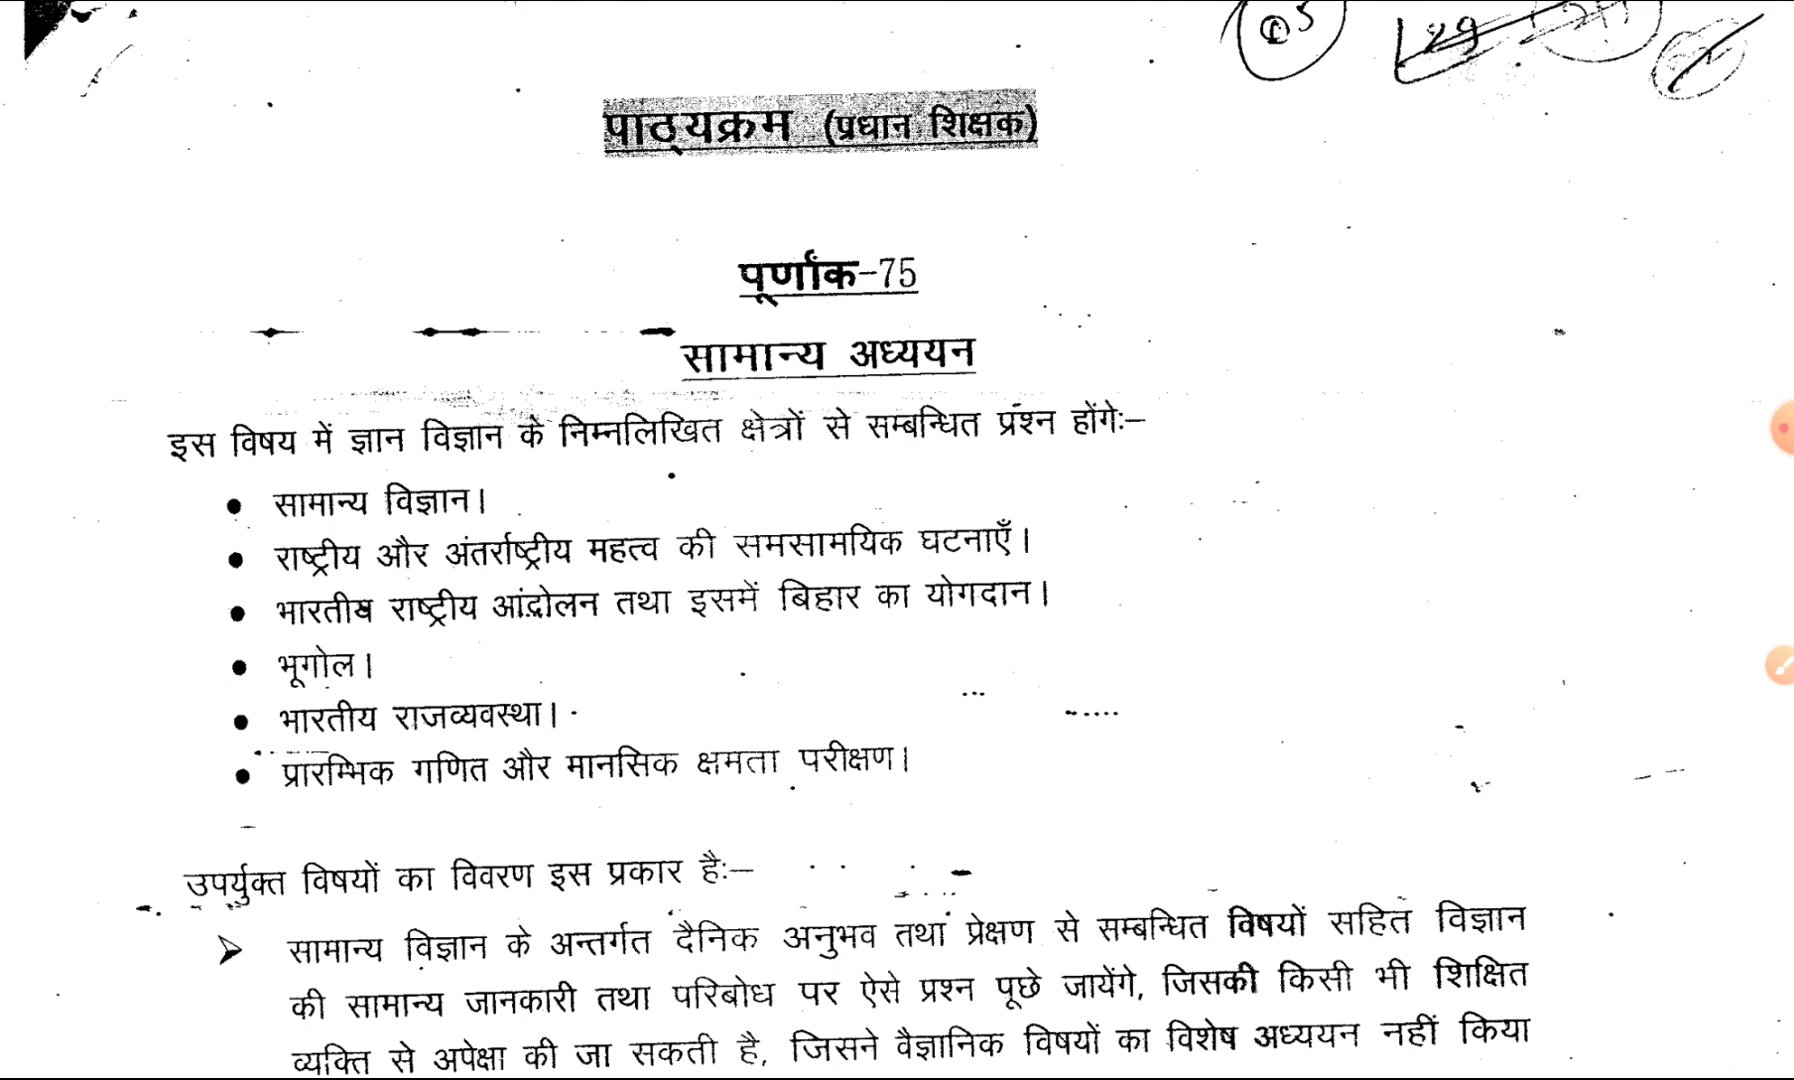 पाठ्यक्रम (प्रधान शिक्षक)
पूर्णांक-75
सामान्य अध्ययन
इस विषय में ज्ञान विज्ञान के निम्नलिखित क्षेत्रों से सम्बन्धित प्रश्न होंगे:–
• सामान्य विज्ञान।
• राष्ट्रीय और अंतर्राष्ट्रीय महत्व की समसामयिक घटनाएँ।
• भारतीय राष्ट्रीय आंदोलन तथा इसमें बिहार का योगदान।
• भूगोल।
• भारतीय राजव्यवस्था।
• प्रारम्भिक गणित और मानसिक क्षमता परीक्षण।
उपर्युक्त विषयों का विवरण इस प्रकार है:–
➢ सामान्य विज्ञान के अन्तर्गत दैनिक अनुभव तथा प्रेक्षण से सम्बन्धित विषयों सहित विज्ञान
की सामान्य जानकारी तथा परिबोध पर ऐसे प्रश्न पूछे जायेंगे, जिसकी किसी भी शिक्षित
व्यक्ति से अपेक्षा की जा सकती है, जिसने वैज्ञानिक विषयों का विशेष अध्ययन नहीं किया